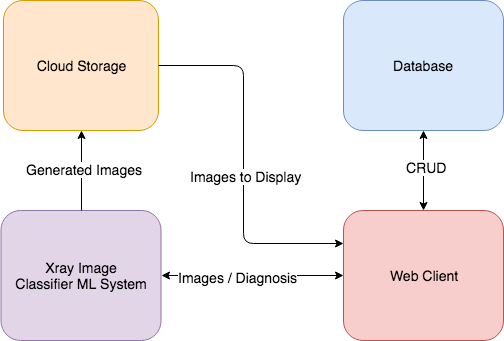 Cloud Storage
Database
Generated Images
CRUD
Images to Display
Xray Image
Classifier ML System
Images / Diagnosis
Web Client